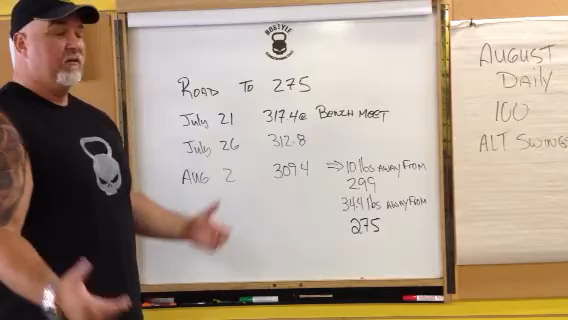 HOSTYLE
ROAD TO 275
July 21 317.4 @ BENCH MEET
July 26 312.8
AUG 2 309.4 ⇒ 10 lbs AWAY FROM
299
34.4 lbs AWAY FROM
275
AUGUST
DAILY
100
ALT SWINGS